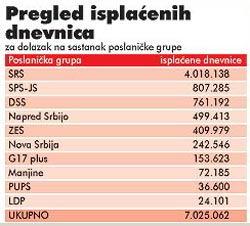 Pregled isplaćenih
dnevnica
za dolazak na sastanak poslaničke grupe
Poslanička grupa isplaćene dnevnice
SRS 4.018.138
SPS-JS 807.285
DSS 761.192
Napred Srbijo 499.413
ZES 409.979
Nova Srbija 242.546
G17 plus 153.623
Manjine 72.185
PUPS 36.600
LDP 24.101
UKUPNO 7.025.062